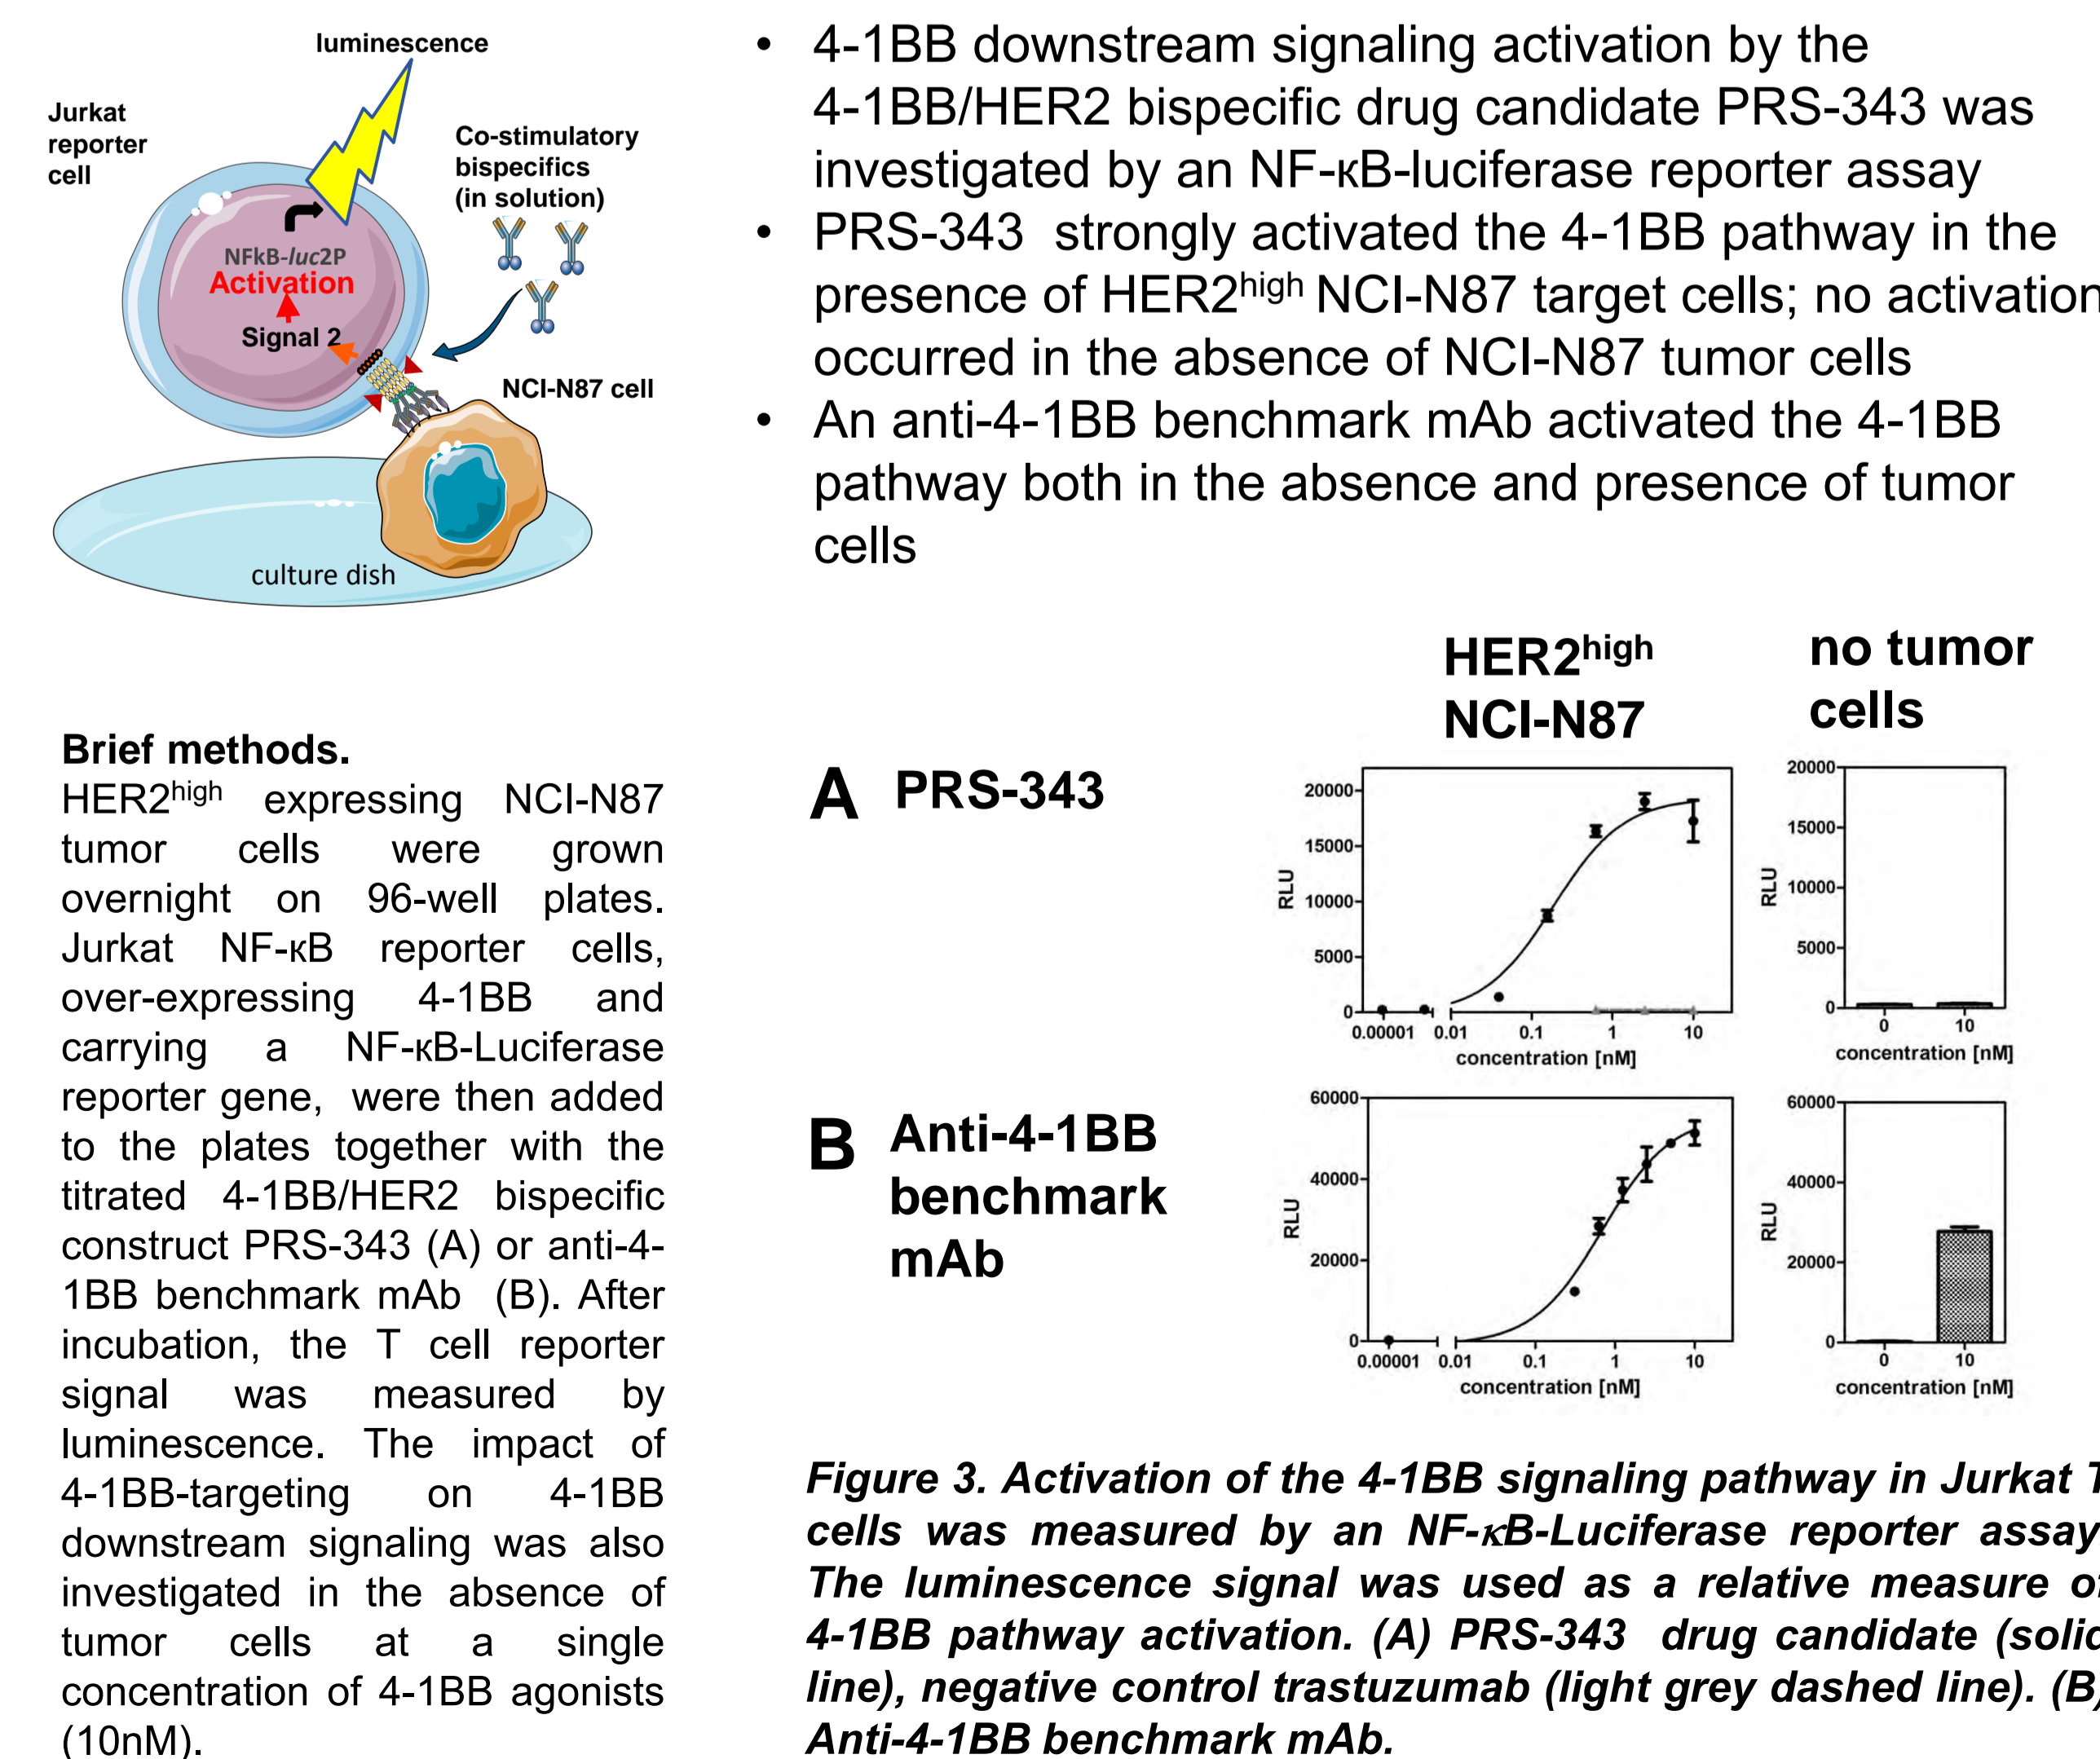 luminescence
Jurkat
reporter
cell
Co-stimulatory
bispecifics
(in solution)
NFkB-luc2P
Activation
Signal 2
NCI-N87 cell
culture dish
• 4-1BB downstream signaling activation by the
4-1BB/HER2 bispecific drug candidate PRS-343 was
investigated by an NF-κB-luciferase reporter assay
• PRS-343 strongly activated the 4-1BB pathway in the
presence of HER2high NCI-N87 target cells; no activation
occurred in the absence of NCI-N87 tumor cells
• An anti-4-1BB benchmark mAb activated the 4-1BB
pathway both in the absence and presence of tumor
cells
Brief methods.
HER2high expressing NCI-N87
tumor cells were grown
overnight on 96-well plates.
Jurkat NF-κB reporter cells,
over-expressing 4-1BB and
carrying a NF-κB-Luciferase
reporter gene, were then added
to the plates together with the
titrated 4-1BB/HER2 bispecific
construct PRS-343 (A) or anti-4-
1BB benchmark mAb (B). After
incubation, the T cell reporter
signal was measured by
luminescence. The impact of
4-1BB-targeting on 4-1BB
downstream signaling was also
investigated in the absence of
tumor cells at a single
concentration of 4-1BB agonists
(10nM).
HER2high
NCI-N87
no tumor
cells
A PRS-343
20000
15000
10000
5000
0
RLU
0.00001 0.01 0.1 1 10
concentration [nM]
20000
15000
10000
5000
0
RLU
0 10
concentration [nM]
B Anti-4-1BB
benchmark
mAb
60000
40000
20000
0
RLU
0.00001 0.01 0.1 1 10
concentration [nM]
60000
40000
20000
0
RLU
0 10
concentration [nM]
Figure 3. Activation of the 4-1BB signaling pathway in Jurkat T
cells was measured by an NF-κB-Luciferase reporter assay
The luminescence signal was used as a relative measure of
4-1BB pathway activation. (A) PRS-343 drug candidate (solid
line), negative control trastuzumab (light grey dashed line). (B)
Anti-4-1BB benchmark mAb.